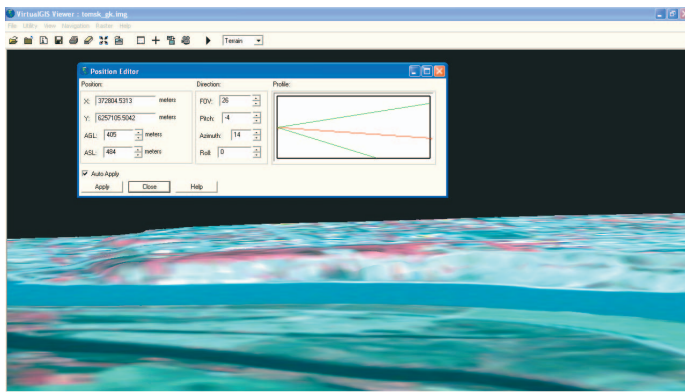 VirtualGIS Viewer : tomsk_gk.img
File Utility View Navigation Raster Help
Terrain
Position Editor
Position: Direction: Profile:
X: 372804.5313 meters FOV: 26
Y: 6257105.5042 meters Pitch: -4
AGL: 405 meters Azimuth: 14
ASL: 484 meters Roll: 0
Auto Apply
Apply Close Help